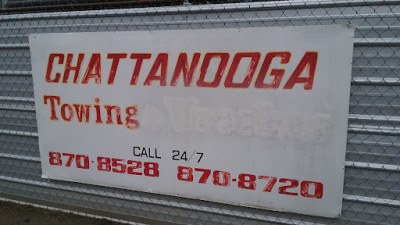 CHATTANOOGA
Towing
CALL 24/7
870-8528 870-8720